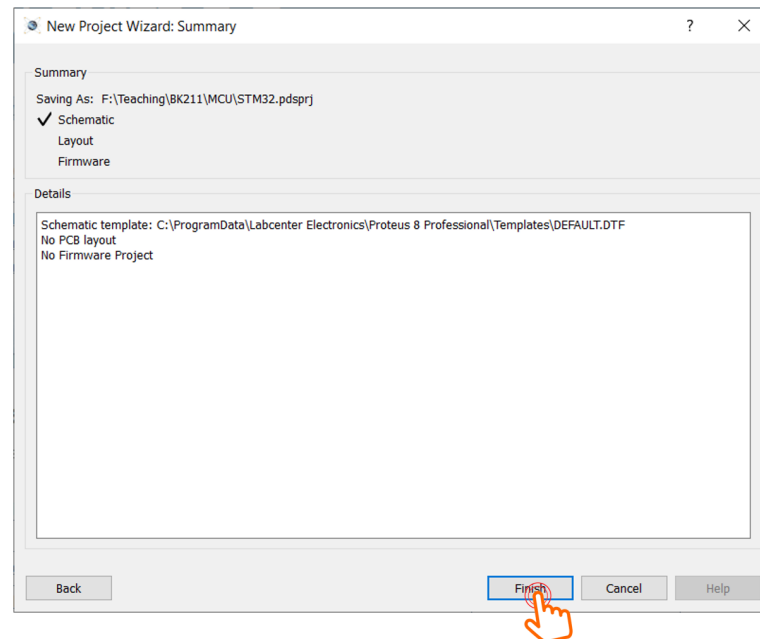 New Project Wizard: Summary
Summary
Saving As: F:\Teaching\BK211\MCU\STM32.pdsprj
Schematic
Layout
Firmware
Details
Schematic template: C:\ProgramData\Labcenter Electronics\Proteus 8 Professional\Templates\DEFAULT.DTF
No PCB layout
No Firmware Project
Back Finish Cancel Help